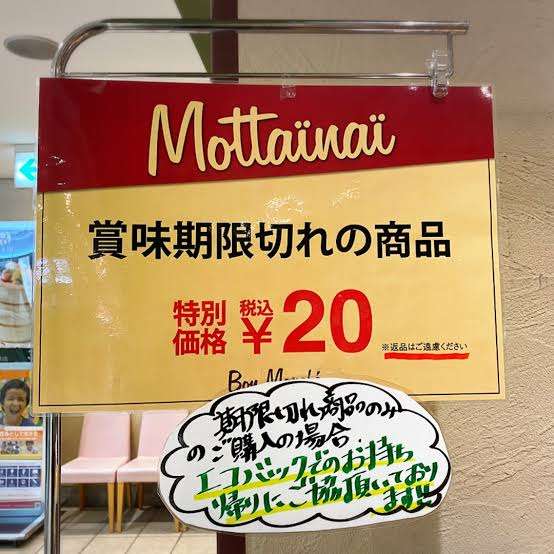 Mottaïnaï
賞味期限切れの商品
特別価格 税込 ¥20
※返品はご遠慮ください
期限切れ商品のみ
のご購入の場合
エコバックでのお持ち
帰りにご協頂いており
ます!!